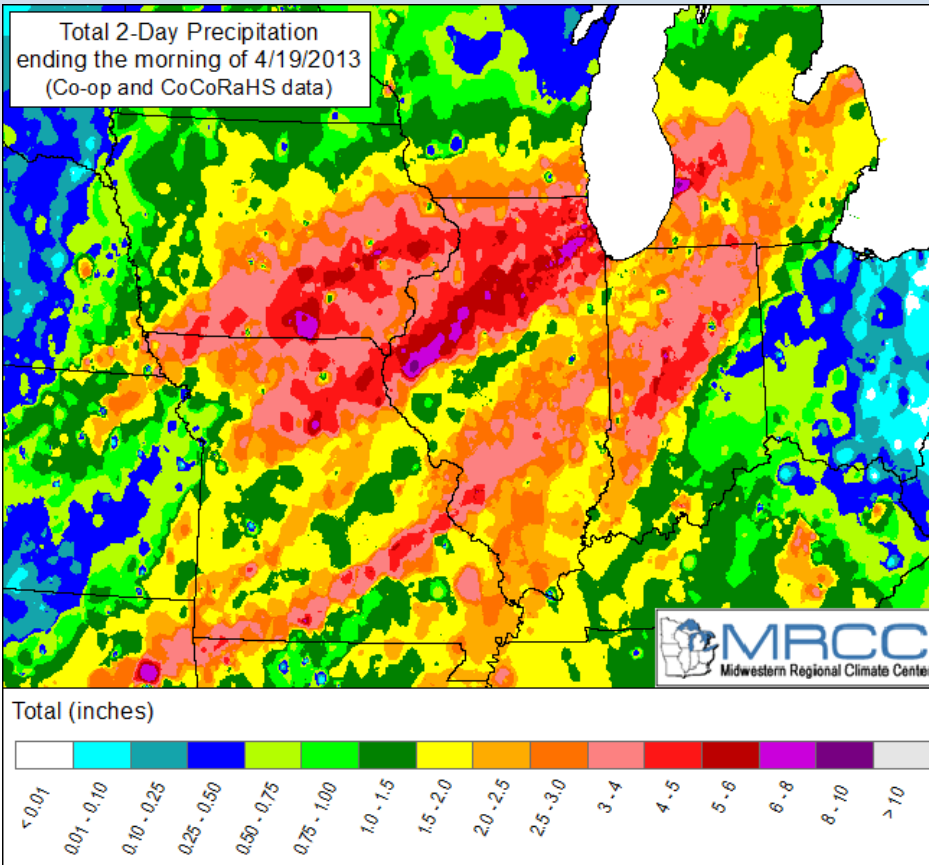 Total 2-Day Precipitation
ending the morning of 4/19/2013
(Co-op and CoCoRaHS data)
MRCC
Midwestern Regional Climate Center
Total (inches)
< 0.01
0.01 - 0.10
0.10 - 0.25
0.25 - 0.50
0.50 - 0.75
0.75 - 1.00
1.0 - 1.5
1.5 - 2.0
2.0 - 2.5
2.5 - 3.0
3 - 4
4 - 5
5 - 6
6 - 8
8 - 10
> 10